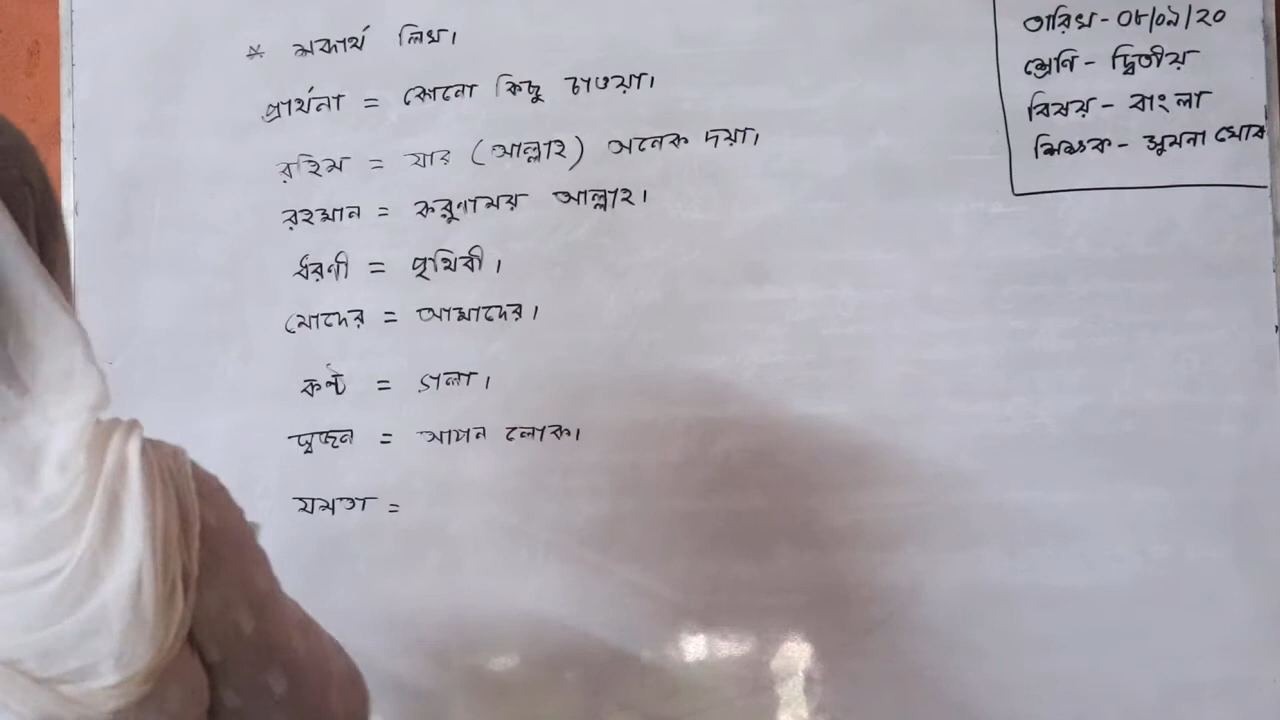 * শব্দার্থ লিখ।
প্রার্থনা = কোনো কিছু চাওয়া।
রহিম = যার (আল্লাহ) অনেক দয়া।
রহমান = করুণাময় আল্লাহ।
ধরণী = পৃথিবী।
মোদের = আমাদের।
কণ্ঠ = গলা।
স্বজন = আপন লোক।
মমতা =
তারিখ - ০৮/০৯/২০
শ্রেণি - দ্বিতীয়
বিষয় - বাংলা
শিক্ষক - সুমনা ঘোষ